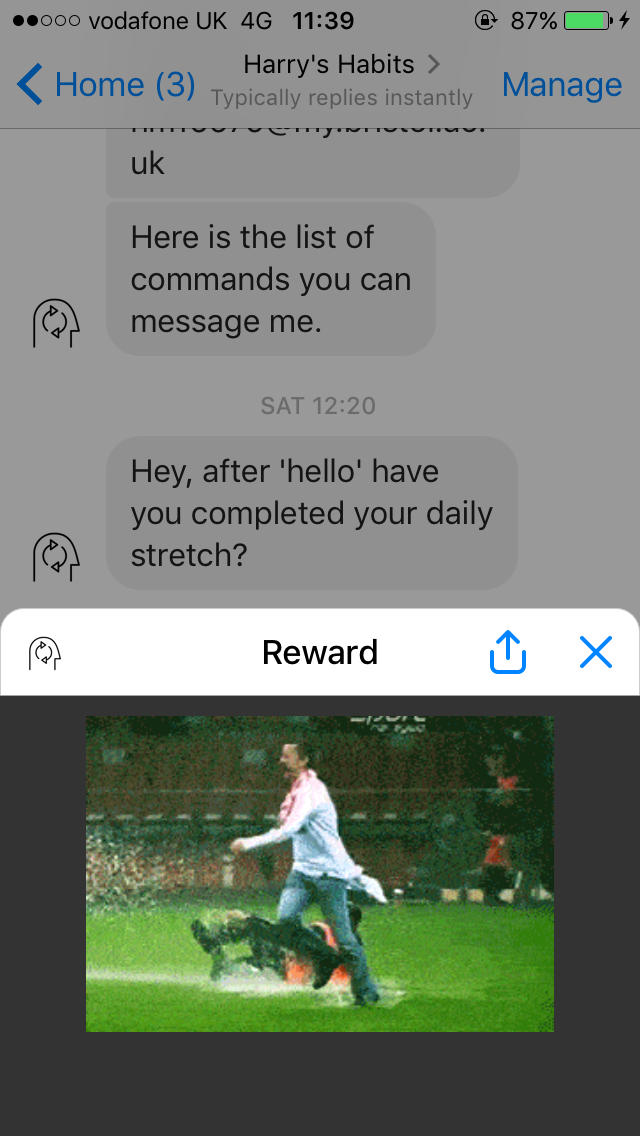 vodafone UK 4G 11:39 87%
Home (3) Harry's Habits Manage
Typically replies instantly
uk
Here is the list of
commands you can
message me.
SAT 12:20
Hey, after 'hello' have
you completed your daily
stretch?
Reward